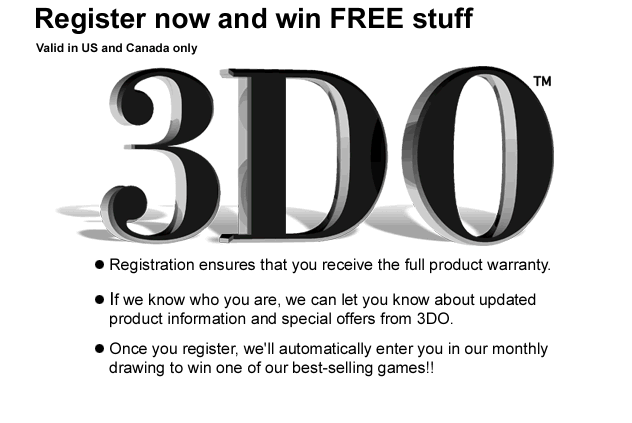 Register now and win FREE stuff
Valid in US and Canada only
3DO™
● Registration ensures that you receive the full product warranty.
● If we know who you are, we can let you know about updated
product information and special offers from 3DO.
● Once you register, we'll automatically enter you in our monthly
drawing to win one of our best-selling games!!